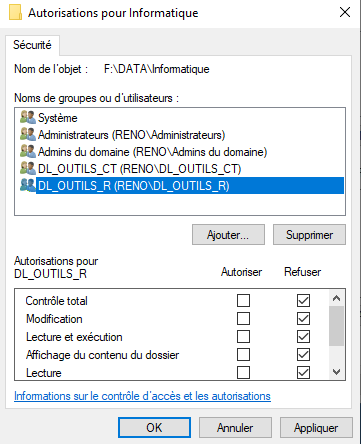 Autorisations pour Informatique
Sécurité
Nom de l'objet : F:\DATA\Informatique
Noms de groupes ou d'utilisateurs :
Système
Administrateurs (RENO\Administrateurs)
Admins du domaine (RENO\Admins du domaine)
DL_OUTILS_CT (RENO\DL_OUTILS_CT)
DL_OUTILS_R (RENO\DL_OUTILS_R)
Ajouter... Supprimer
Autorisations pour
DL_OUTILS_R Autoriser Refuser
Contrôle total
Modification
Lecture et exécution
Affichage du contenu du dossier
Lecture
Informations sur le contrôle d'accès et les autorisations
OK Annuler Appliquer